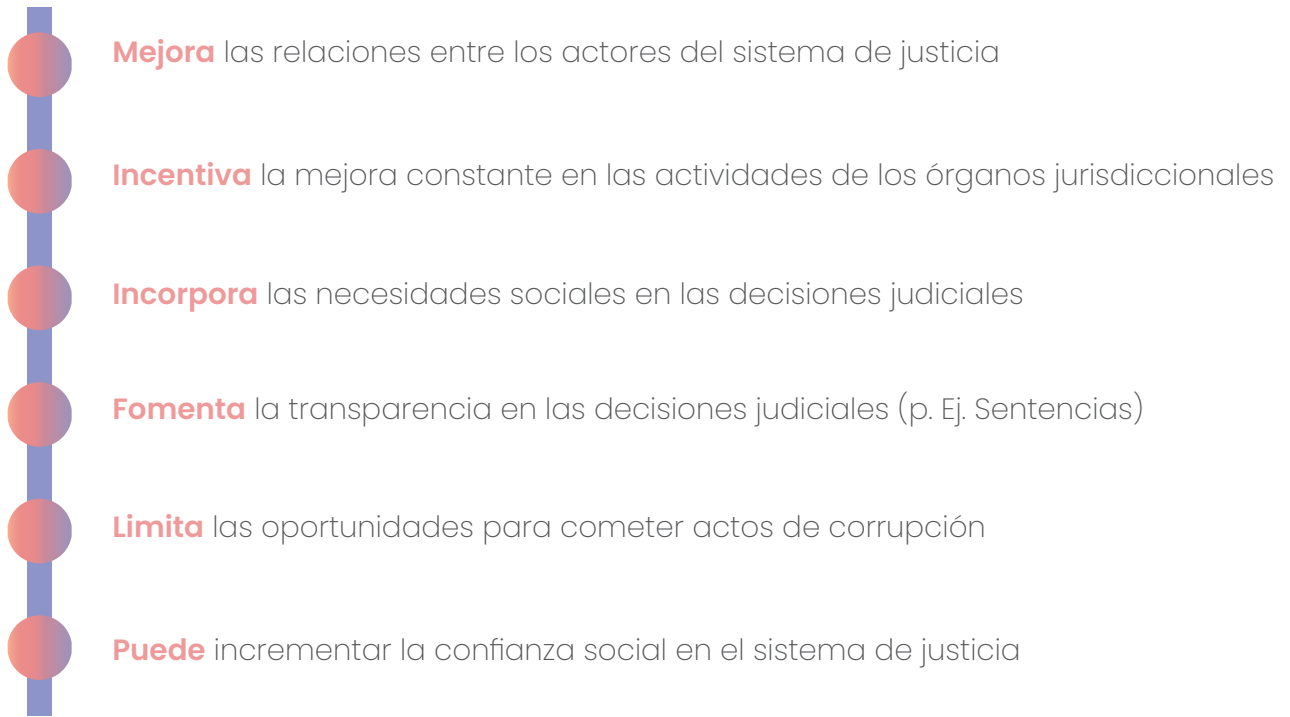 Mejora las relaciones entre los actores del sistema de justicia
Incentiva la mejora constante en las actividades de los órganos jurisdiccionales
Incorpora las necesidades sociales en las decisiones judiciales
Fomenta la transparencia en las decisiones judiciales (p. Ej. Sentencias)
Limita las oportunidades para cometer actos de corrupción
Puede incrementar la confianza social en el sistema de justicia